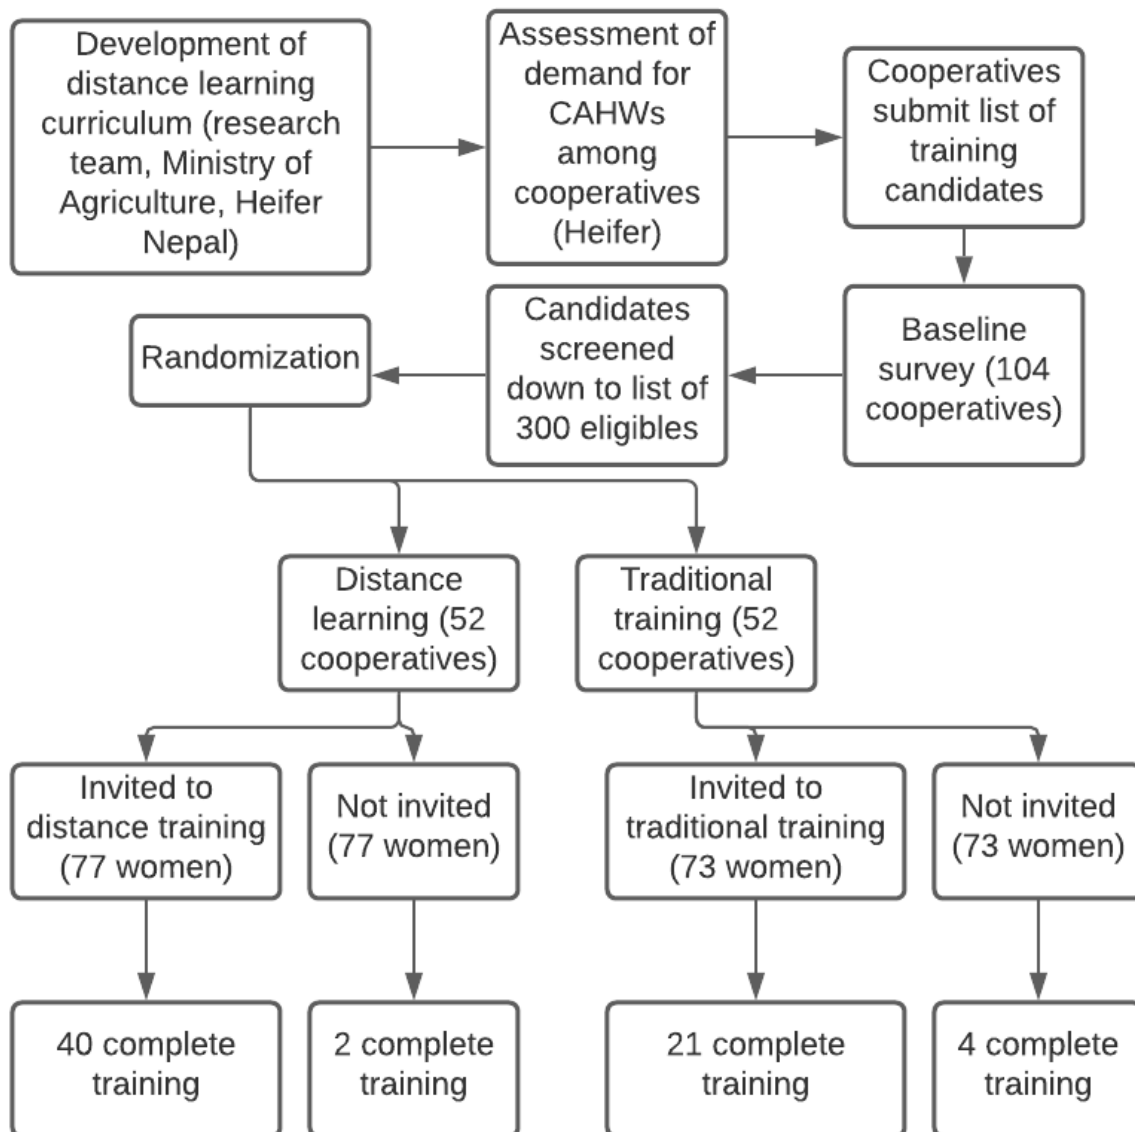 Development of
distance learning
curriculum (research
team, Ministry of
Agriculture, Heifer
Nepal)
Assessment of
demand for
CAHWs
among
cooperatives
(Heifer)
Cooperatives
submit list of
training
candidates
Baseline
survey (104
cooperatives)
Candidates
screened
down to list of
300 eligibles
Randomization
Distance
learning (52
cooperatives)
Traditional
training (52
cooperatives)
Invited to
distance training
(77 women)
Not invited
(77 women)
Invited to
traditional training
(73 women)
Not invited
(73 women)
40 complete
training
2 complete
training
21 complete
training
4 complete
training